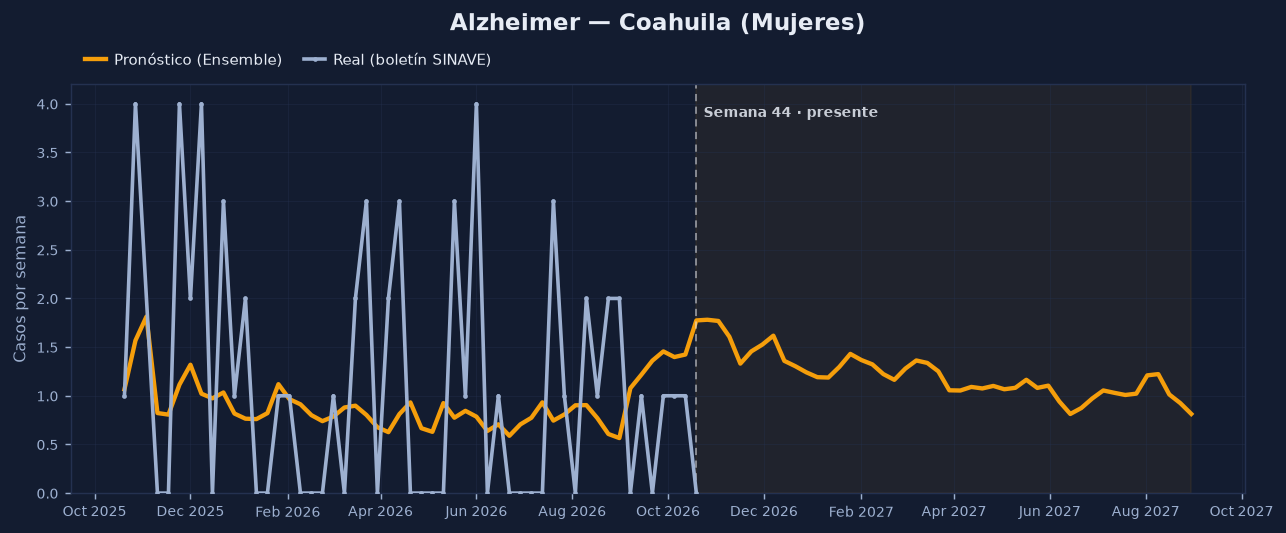 Alzheimer — Coahuila (Mujeres)
Pronóstico (Ensemble) Real (boletín SINAVE)
Semana 44 · presente
Casos por semana
4.0
3.5
3.0
2.5
2.0
1.5
1.0
0.5
0.0
Oct 2025 Dec 2025 Feb 2026 Apr 2026 Jun 2026 Aug 2026 Oct 2026 Dec 2026 Feb 2027 Apr 2027 Jun 2027 Aug 2027 Oct 2027